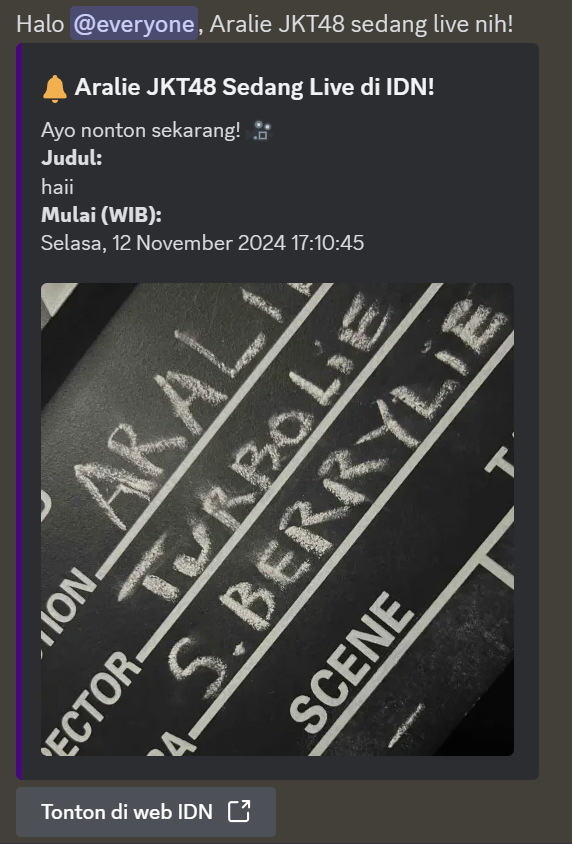 Halo @everyone, Aralie JKT48 sedang live nih!
Aralie JKT48 Sedang Live di IDN!
Ayo nonton sekarang!
Judul:
haii
Mulai (WIB):
Selasa, 12 November 2024 17:10:45
ARALIE
TION
TURBOLIE
ECTOR
S.BERRYLIE
RA
SCENE
T
Tonton di web IDN